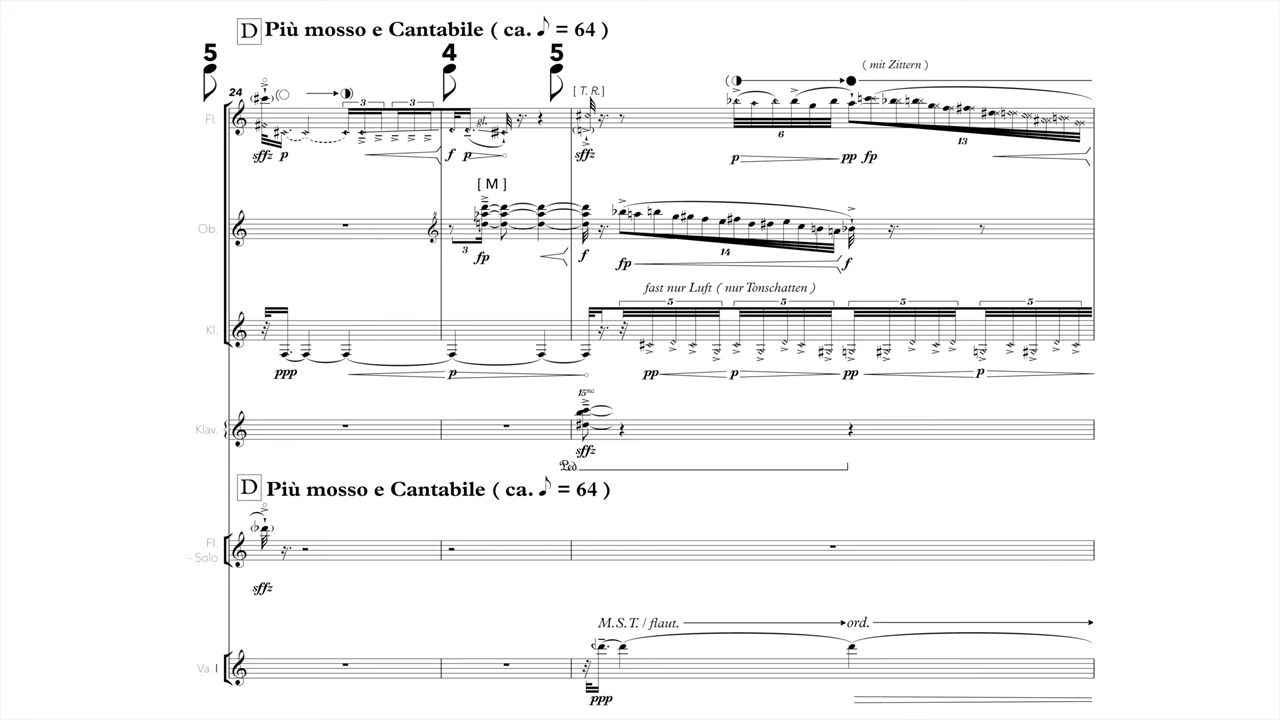 D Più mosso e Cantabile ( ca. ♪ = 64 )
5 4 5
( mit Zittern )
24
3 3
gl.
[ T. R.]
Fl.
6 13
sffz p f p sffz p pp fp
[ M ]
Ob.
3 fp f fp 14 f
fast nur Luft ( nur Tonschatten )
5 5 5 5
Kl.
ppp p pp p pp p
15ma
Klav.
sffz
Ped.
D Più mosso e Cantabile ( ca. ♪ = 64 )
Fl.
- Solo
sffz
M.S.T. / flaut. ord.
Va. I
ppp